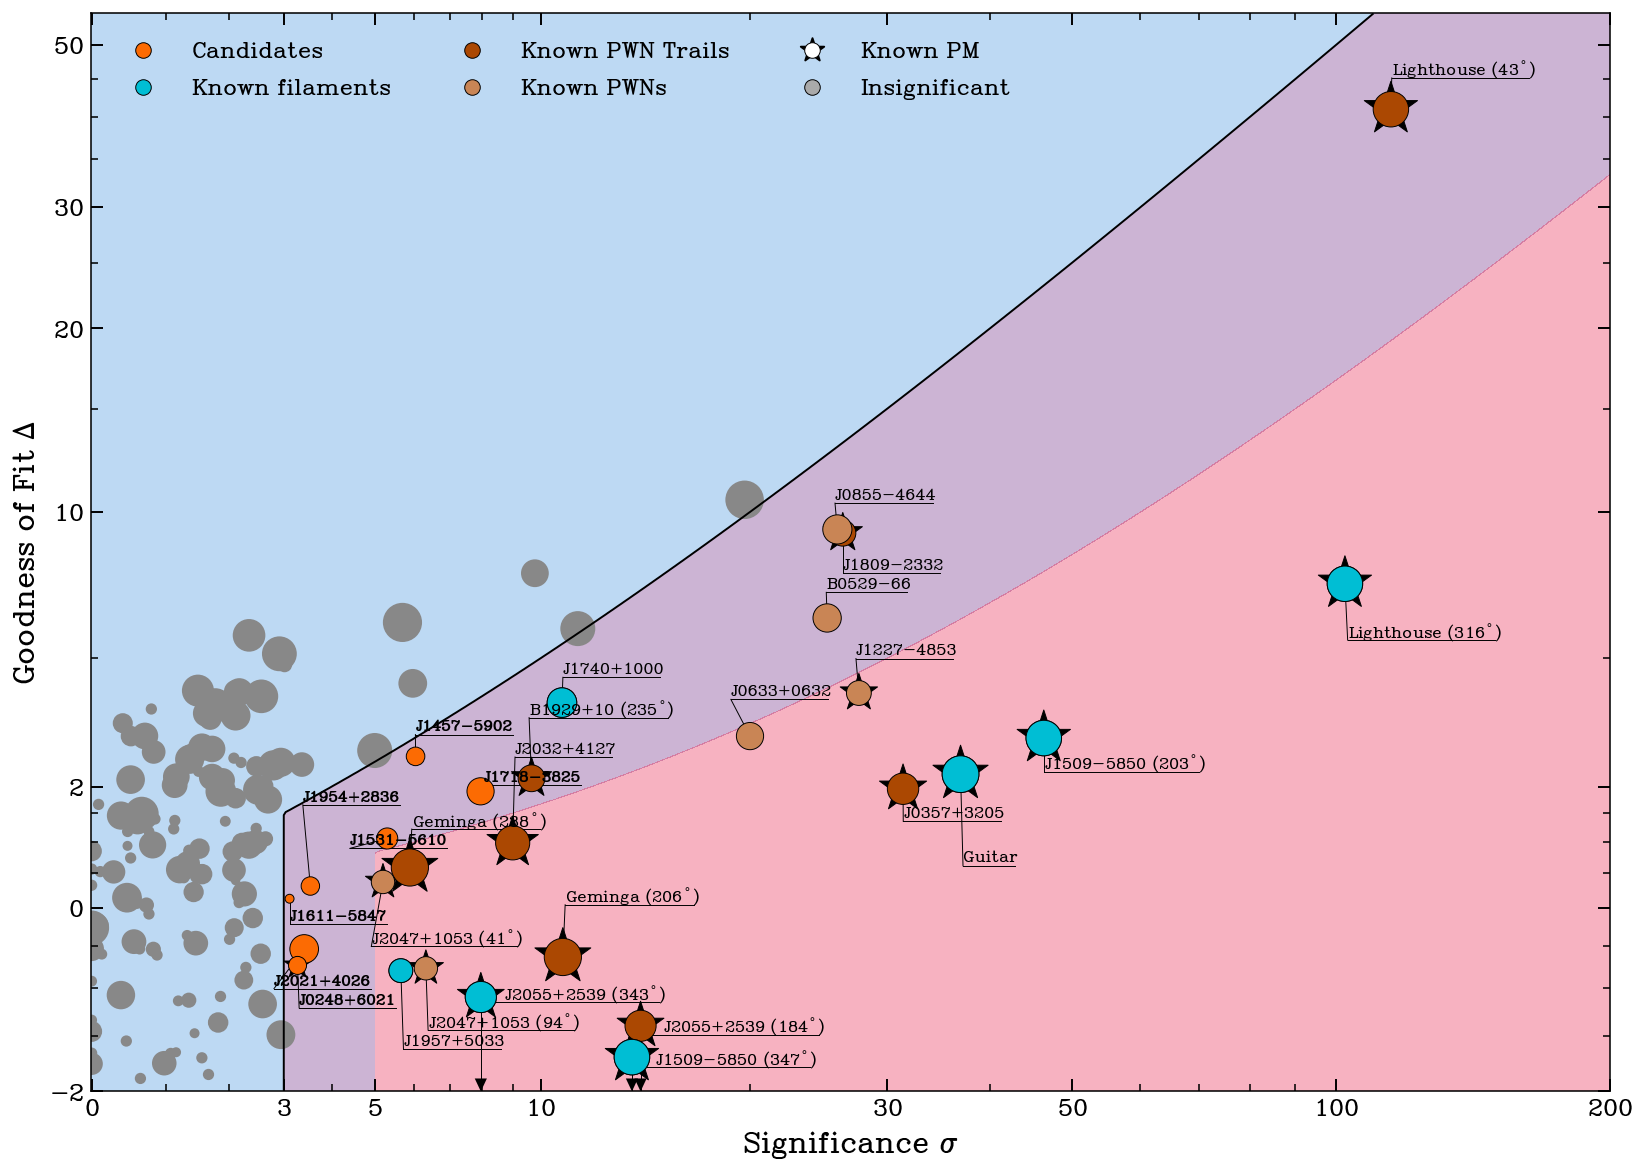 Candidates
Known filaments
Known PWN Trails
Known PWNs
Known PM
Insignificant
Goodness of Fit Δ
50
30
20
10
2
0
−2
Lighthouse (43°)
J0855−4644
J1809−2332
B0529−66
Lighthouse (316°)
J1227−4853
J1740+1000
J0633+0632
B1929+10 (235°)
J1457−5902
J2032+4127
J1509−5850 (203°)
J1718−3825
J1954+2836
J0357+3205
Geminga (288°)
J1531−5610
Guitar
Geminga (206°)
J1611−5847
J2047+1053 (41°)
J2021+4026
J2055+2539 (343°)
J0248+6021
J2047+1053 (94°)
J2055+2539 (184°)
J1957+5033
J1509−5850 (347°)
0 3 5 10 30 50 100 200
Significance σ